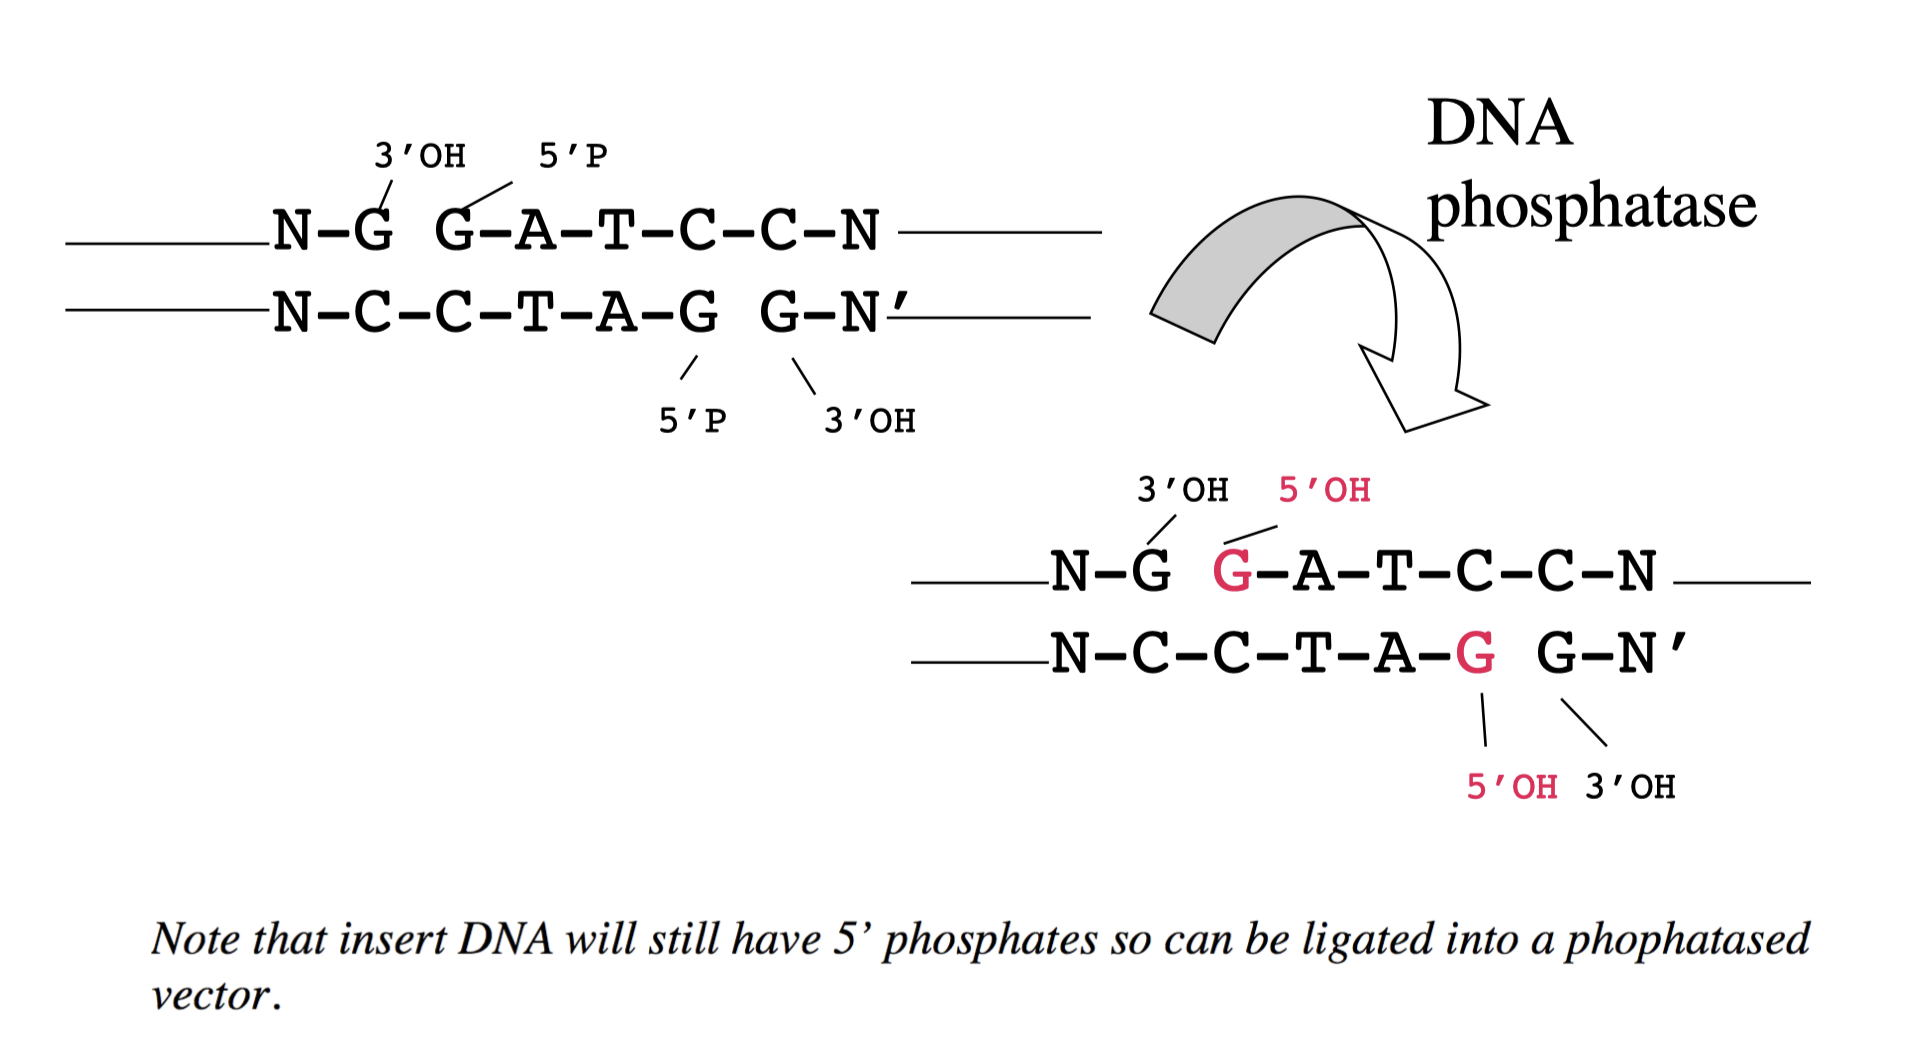 DNA
phosphatase
3′OH 5′P
N–G G–A–T–C–C–N
N–C–C–T–A–G G–N′
5′P 3′OH
3′OH 5′OH
N–G G–A–T–C–C–N
N–C–C–T–A–G G–N′
5′OH 3′OH
Note that insert DNA will still have 5’ phosphates so can be ligated into a phophatased
vector.